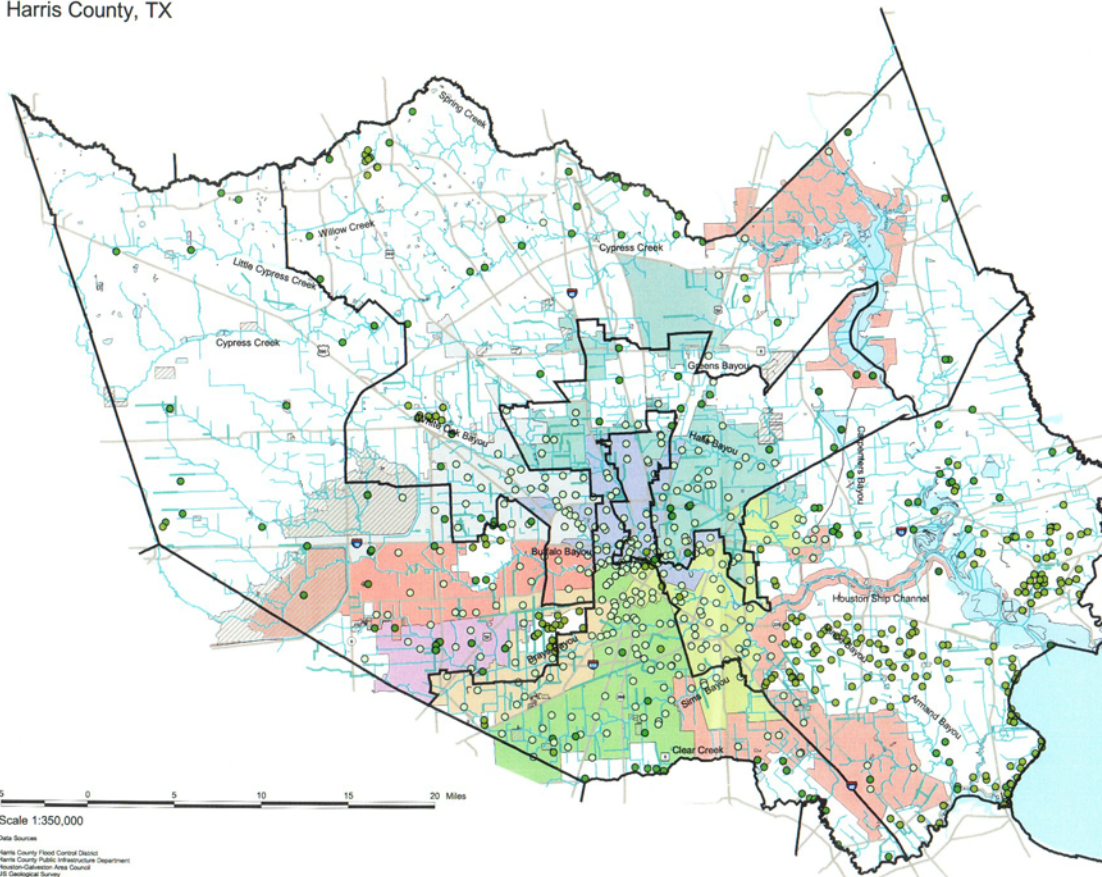 Harris County, TX
Spring Creek
Willow Creek
Cypress Creek
Little Cypress Creek
Cypress Creek
Greens Bayou
White Oak Bayou
Halls Bayou
Carpenters Bayou
Buffalo Bayou
Houston Ship Channel
Brays Bayou
Sims Bayou
Armand Bayou
Clear Creek
5 0 5 10 15 20 Miles
Scale 1:350,000
Data Sources
Harris County Flood Control District
Harris County Public Infrastructure Department
Houston-Galveston Area Council
US Geological Survey